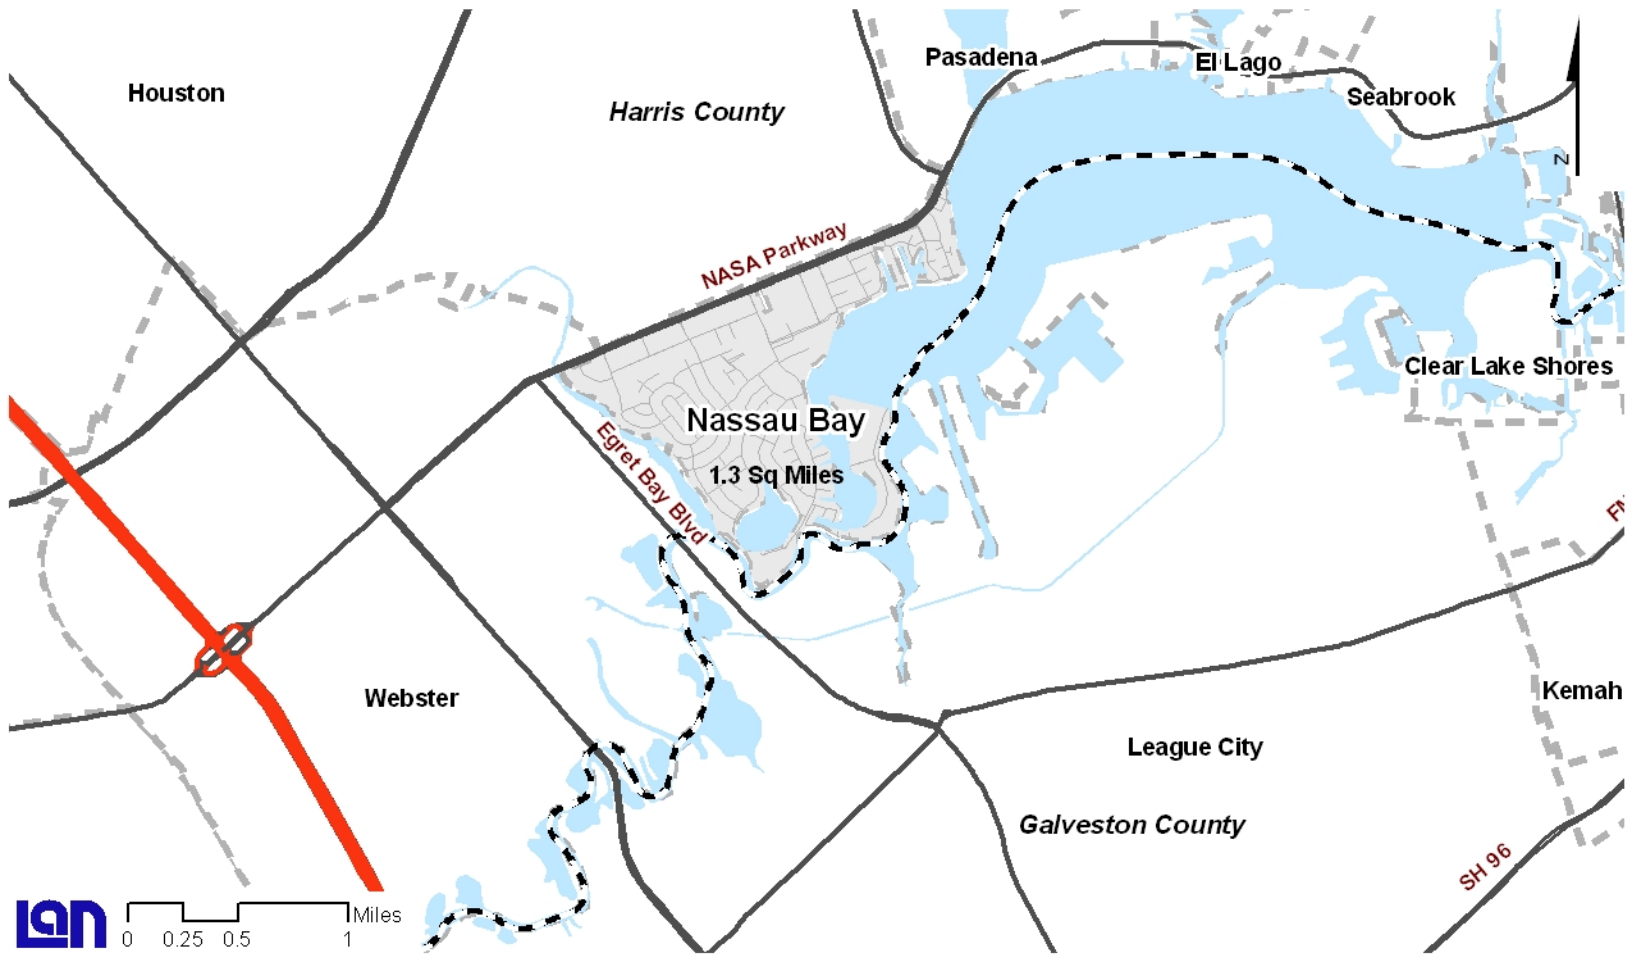 Pasadena
El Lago
Houston
Seabrook
Harris County
N
NASA Parkway
Clear Lake Shores
Nassau Bay
Egret Bay Blvd
1.3 Sq Miles
Kemah
Webster
League City
Galveston County
SH 96
Lan
Miles
0 0.25 0.5 1